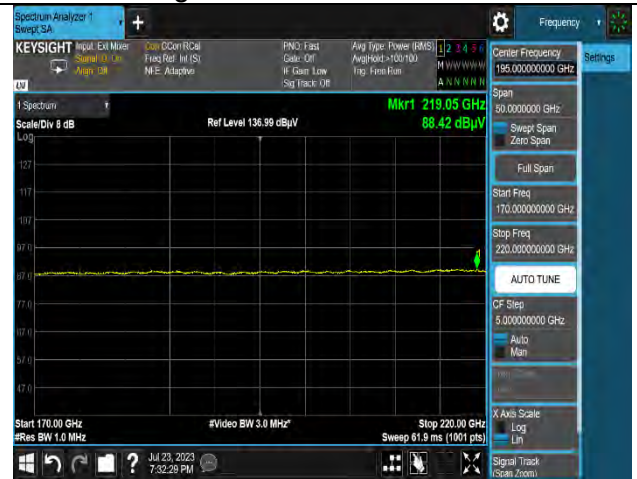 Spectrum Analyzer 1
Swept SA
+
Frequency
KEYSIGHT Input: Ext Mixer
Signal ID: On
Align: Off
Corr CCorr RCal
Freq Ref: Int (S)
NFE: Adaptive
PNO: Fast
Gate: Off
IF Gain: Low
Sig Track: Off
Avg Type: Power (RMS)
Avg|Hold:>100/100
Trig: Free Run
1 2 3 4 5 6
M W W W W W
A N N N N N
1 Spectrum
Scale/Div 8 dB
Log
Ref Level 136.99 dBµV
Mkr1 219.05 GHz
88.42 dBµV
127
117
107
97.0
87.0
77.0
67.0
57.0
47.0
Start 170.00 GHz
#Res BW 1.0 MHz
#Video BW 3.0 MHz*
Stop 220.00 GHz
Sweep 61.9 ms (1001 pts)
Center Frequency
195.000000000 GHz
Settings
Span
50.0000000 GHz
Swept Span
Zero Span
Full Span
Start Freq
170.000000000 GHz
Stop Freq
220.000000000 GHz
AUTO TUNE
CF Step
5.000000000 GHz
Auto
Man
X Axis Scale
Log
Lin
Signal Track
(Span Zoom)
?
Jul 23, 2023
7:32:29 PM